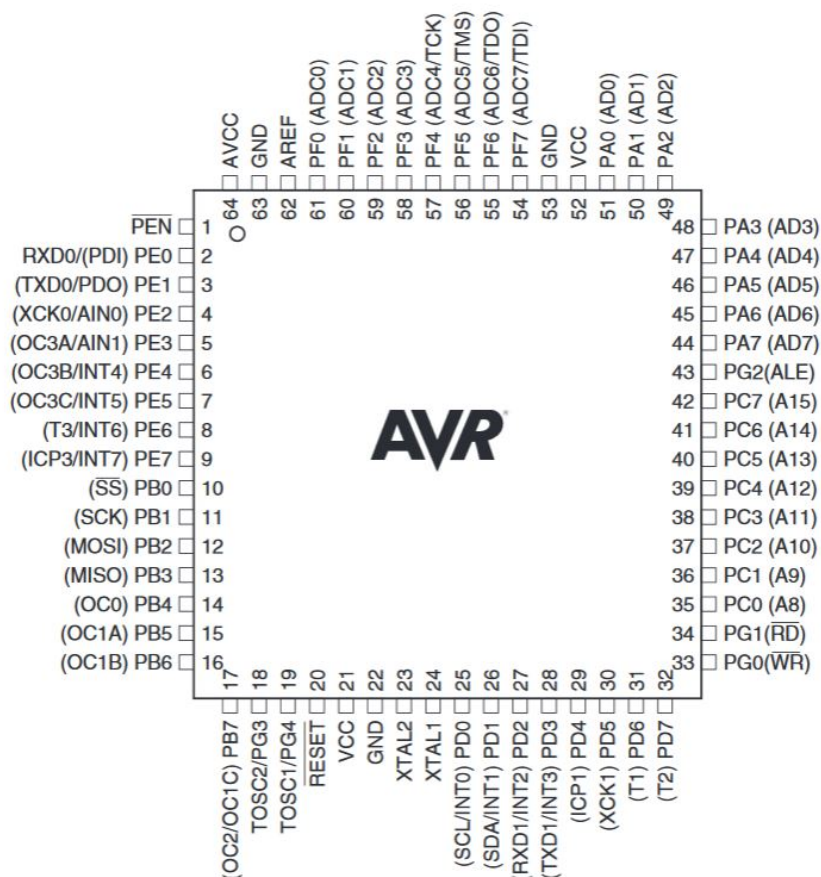 AVCC
GND
AREF
PF0 (ADC0)
PF1 (ADC1)
PF2 (ADC2)
PF3 (ADC3)
PF4 (ADC4/TCK)
PF5 (ADC5/TMS)
PF6 (ADC6/TDO)
PF7 (ADC7/TDI)
GND
VCC
PA0 (AD0)
PA1 (AD1)
PA2 (AD2)
64
63
62
61
60
59
58
57
56
55
54
53
52
51
50
49
PEN 1
RXD0/(PDI) PE0 2
(TXD0/PDO) PE1 3
(XCK0/AIN0) PE2 4
(OC3A/AIN1) PE3 5
(OC3B/INT4) PE4 6
(OC3C/INT5) PE5 7
(T3/INT6) PE6 8
(ICP3/INT7) PE7 9
(SS) PB0 10
(SCK) PB1 11
(MOSI) PB2 12
(MISO) PB3 13
(OC0) PB4 14
(OC1A) PB5 15
(OC1B) PB6 16
AVR
48 PA3 (AD3)
47 PA4 (AD4)
46 PA5 (AD5)
45 PA6 (AD6)
44 PA7 (AD7)
43 PG2(ALE)
42 PC7 (A15)
41 PC6 (A14)
40 PC5 (A13)
39 PC4 (A12)
38 PC3 (A11)
37 PC2 (A10)
36 PC1 (A9)
35 PC0 (A8)
34 PG1(RD)
33 PG0(WR)
17
18
19
20
21
22
23
24
25
26
27
28
29
30
31
32
(OC2/OC1C) PB7
TOSC2/PG3
TOSC1/PG4
RESET
VCC
GND
XTAL2
XTAL1
(SCL/INT0) PD0
(SDA/INT1) PD1
(RXD1/INT2) PD2
(TXD1/INT3) PD3
(ICP1) PD4
(XCK1) PD5
(T1) PD6
(T2) PD7